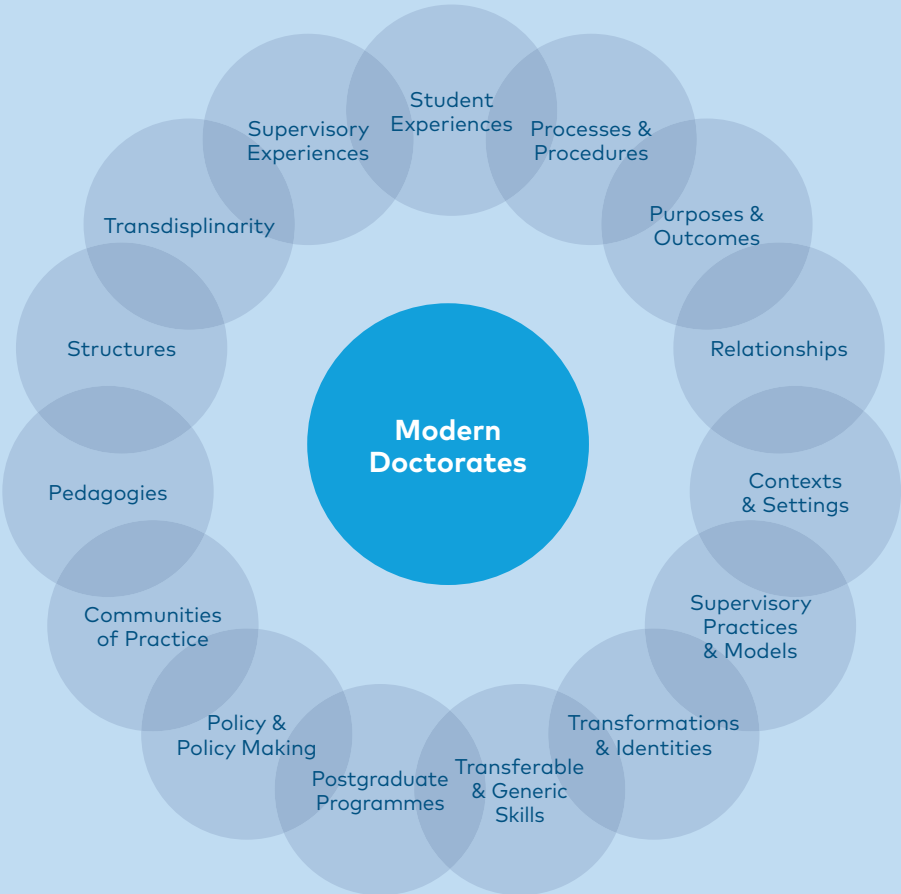 Student
Experiences
Processes &
Procedures
Purposes &
Outcomes
Relationships
Contexts
& Settings
Supervisory
Practices
& Models
Transformations
& Identities
Transferable
& Generic
Skills
Postgraduate
Programmes
Policy &
Policy Making
Communities
of Practice
Pedagogies
Structures
Transdisplinarity
Supervisory
Experiences
Modern
Doctorates